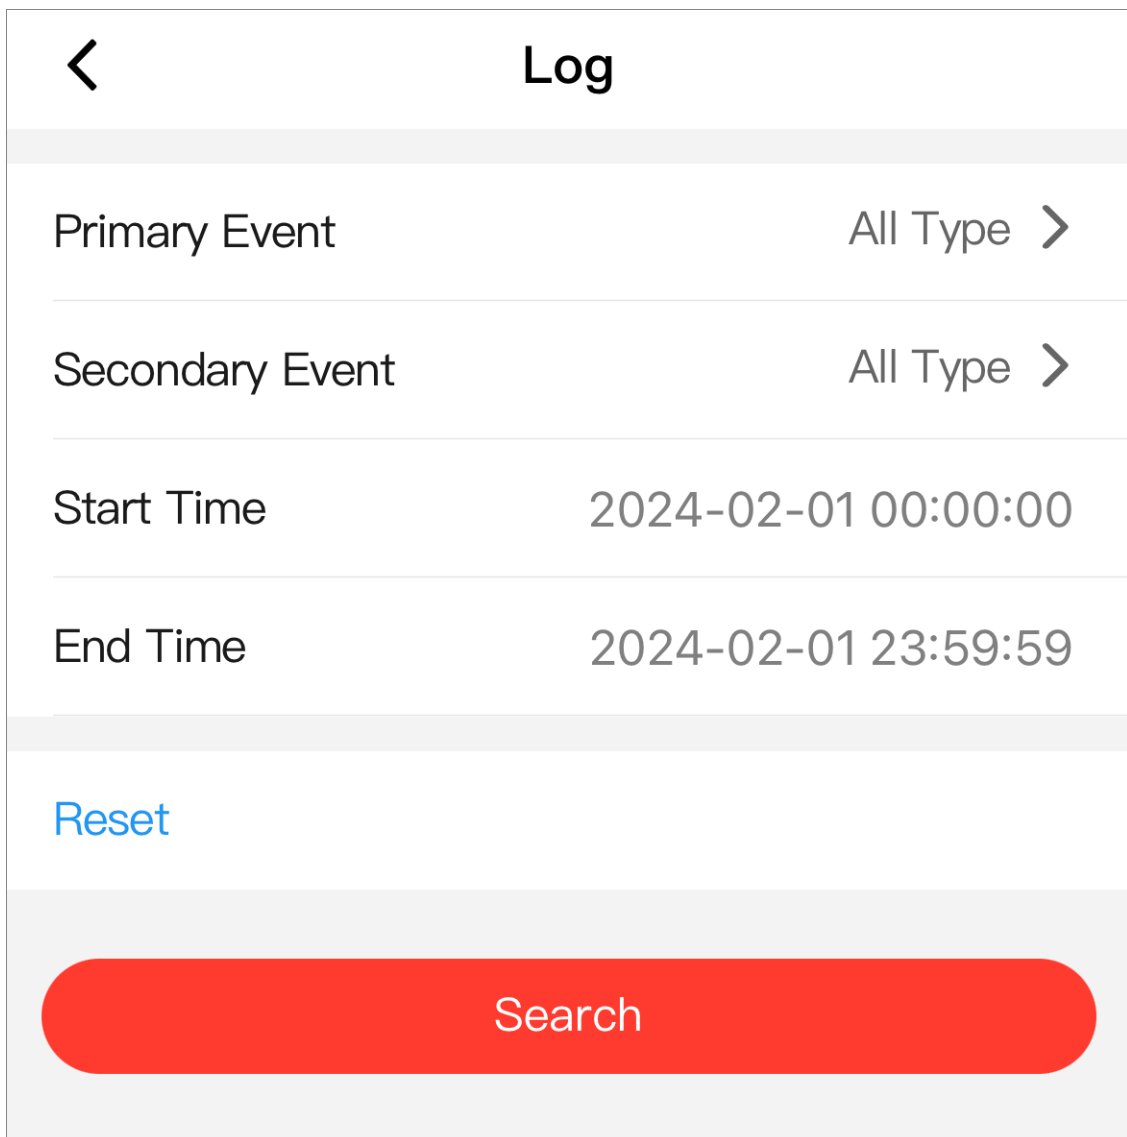 Log
Primary Event All Type
Secondary Event All Type
Start Time 2024-02-01 00:00:00
End Time 2024-02-01 23:59:59
Reset
Search